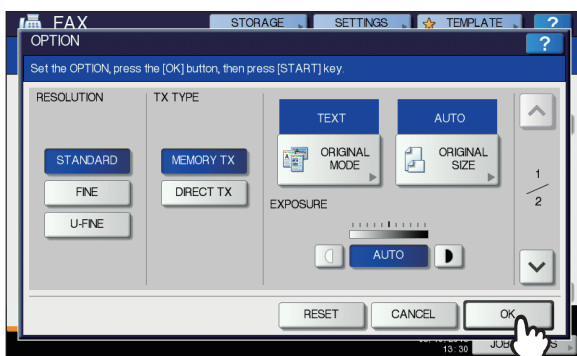 FAX STORAGE SETTINGS TEMPLATE ?
OPTION ?
Set the OPTION, press the [OK] button, then press [START] key.
RESOLUTION TX TYPE
TEXT AUTO
STANDARD MEMORY TX ORIGINAL MODE ORIGINAL SIZE
FINE DIRECT TX
U-FINE
1
2
EXPOSURE
AUTO
RESET CANCEL OK
13:30 JOB